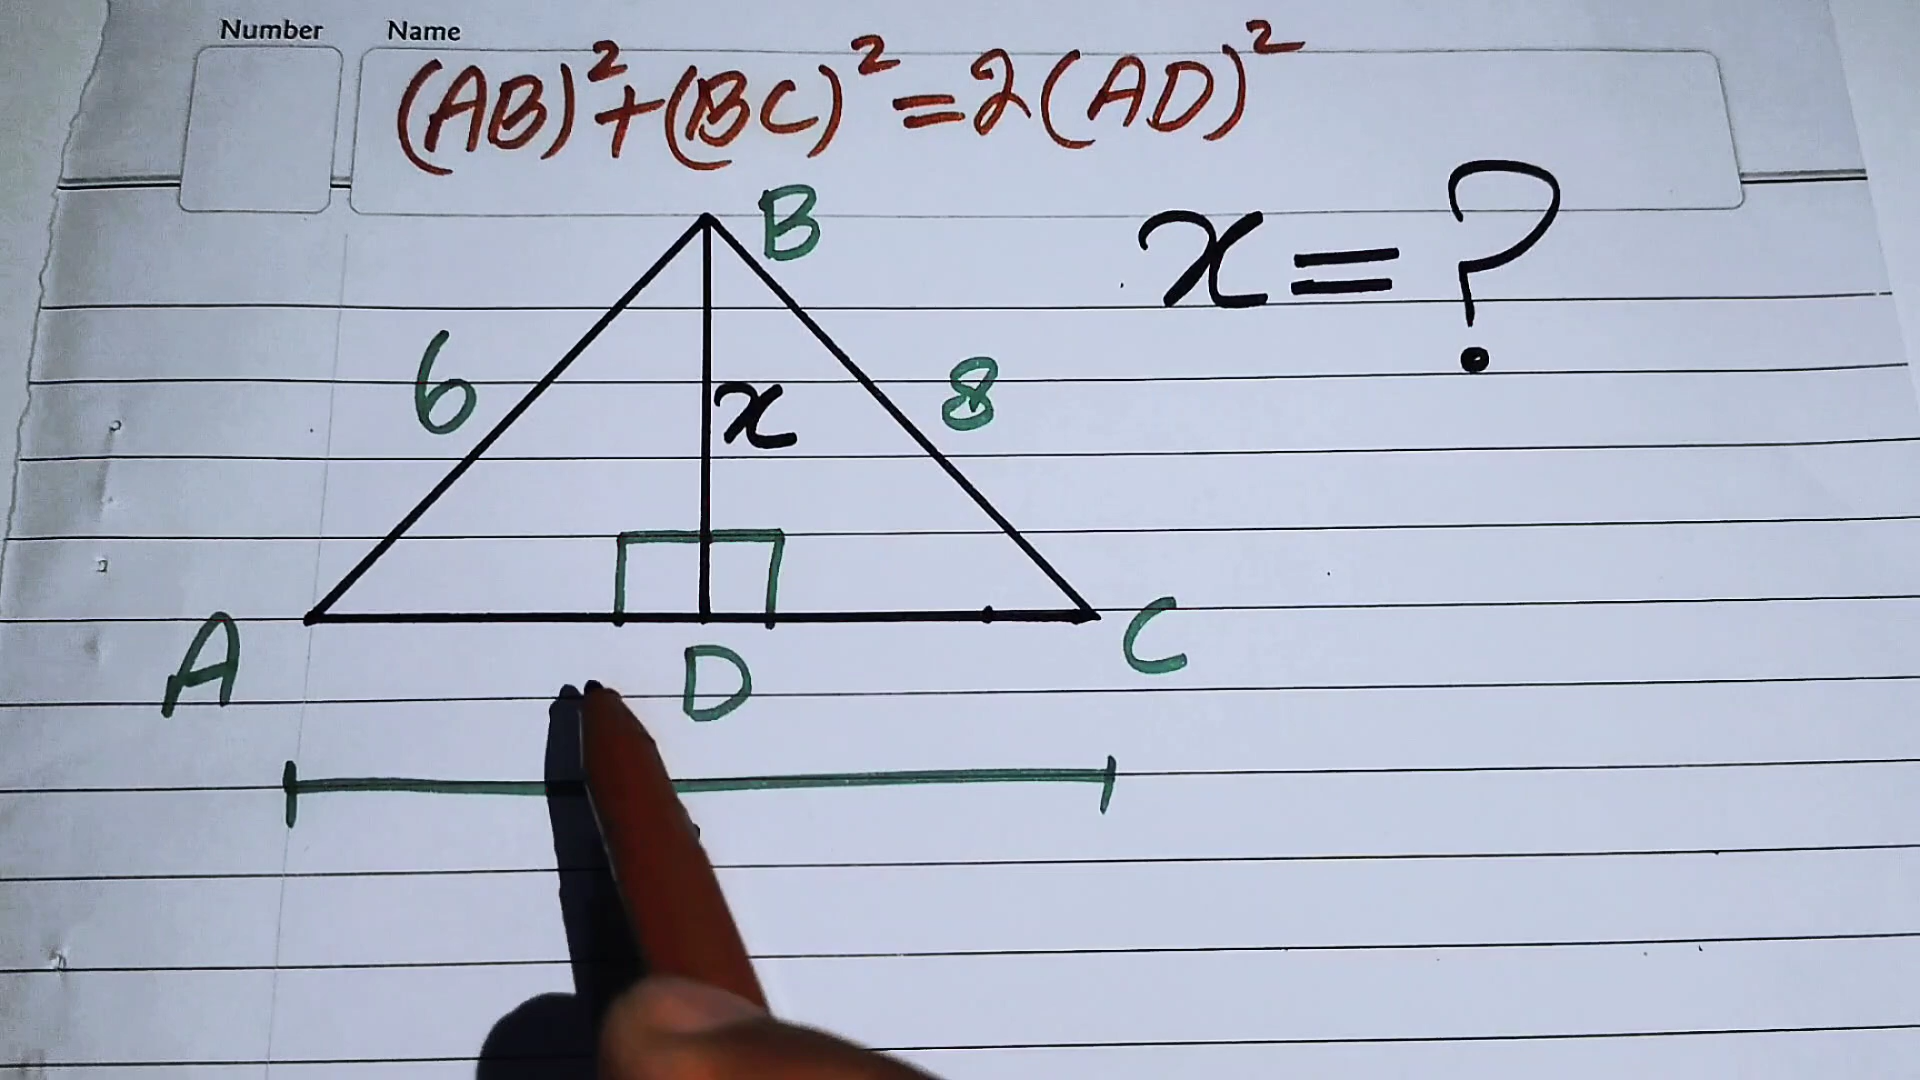 Number Name
(AB)²+(BC)²=2(AD)²
x=?
B
6 x 8
A D C